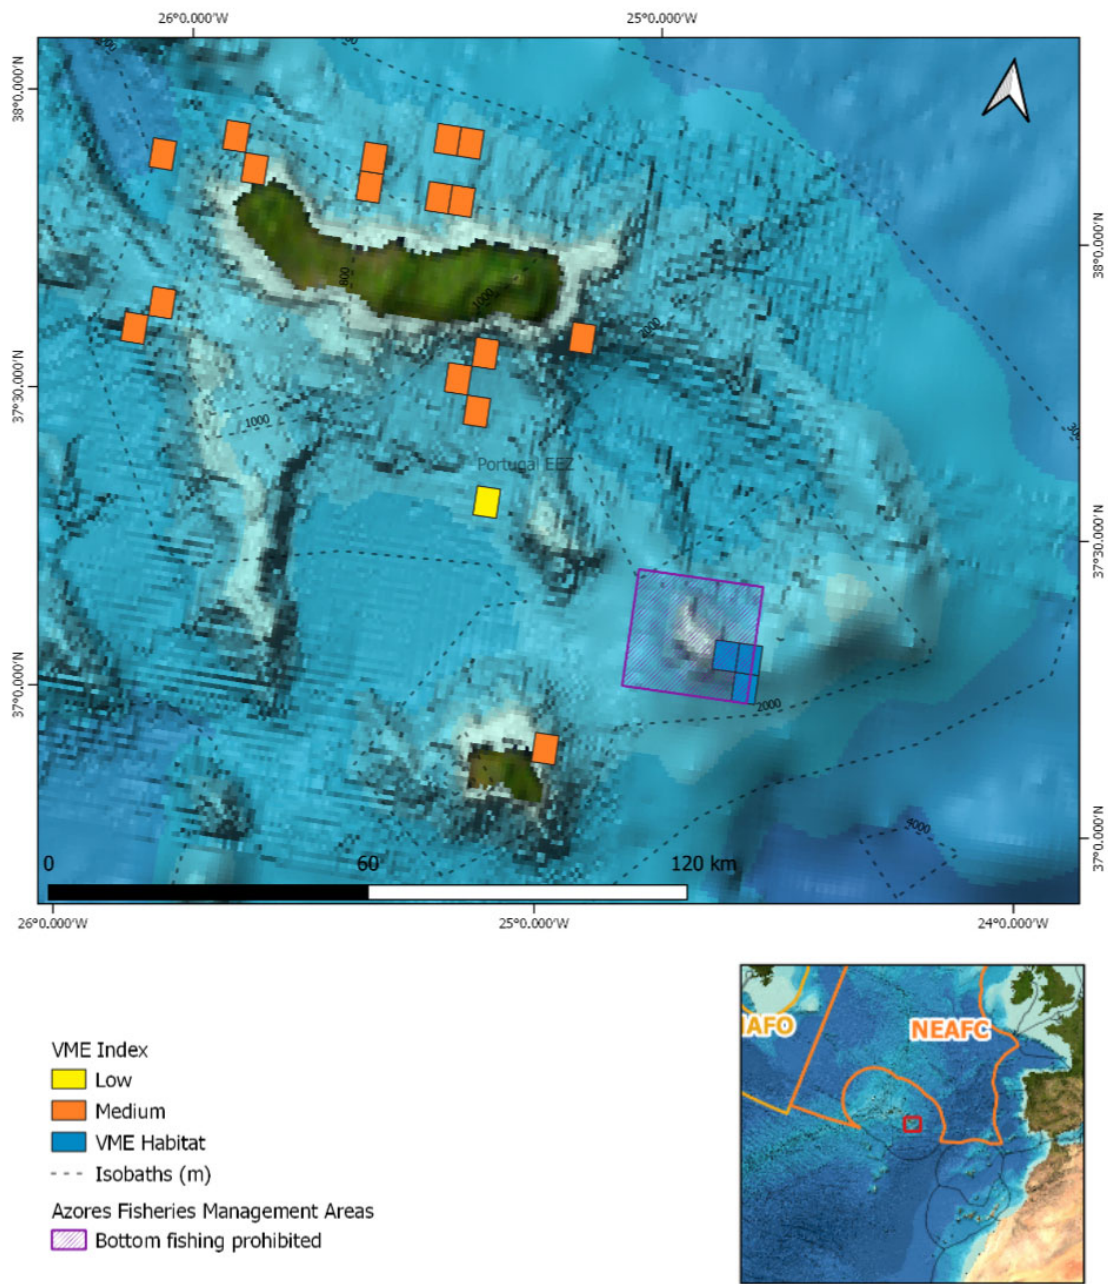 26°0.000'W 25°0.000'W
38°0.000'N
38°0.000'N
800
1000
2000
37°30.000'N
1000
Portugal EEZ
37°30.000'N
37°0.000'N
2000
4000
37°0.000'N
0 60 120 km
26°0.000'W 25°0.000'W 24°0.000'W
AFO NEAFC
VME Index
Low
Medium
VME Habitat
Isobaths (m)
Azores Fisheries Management Areas
Bottom fishing prohibited